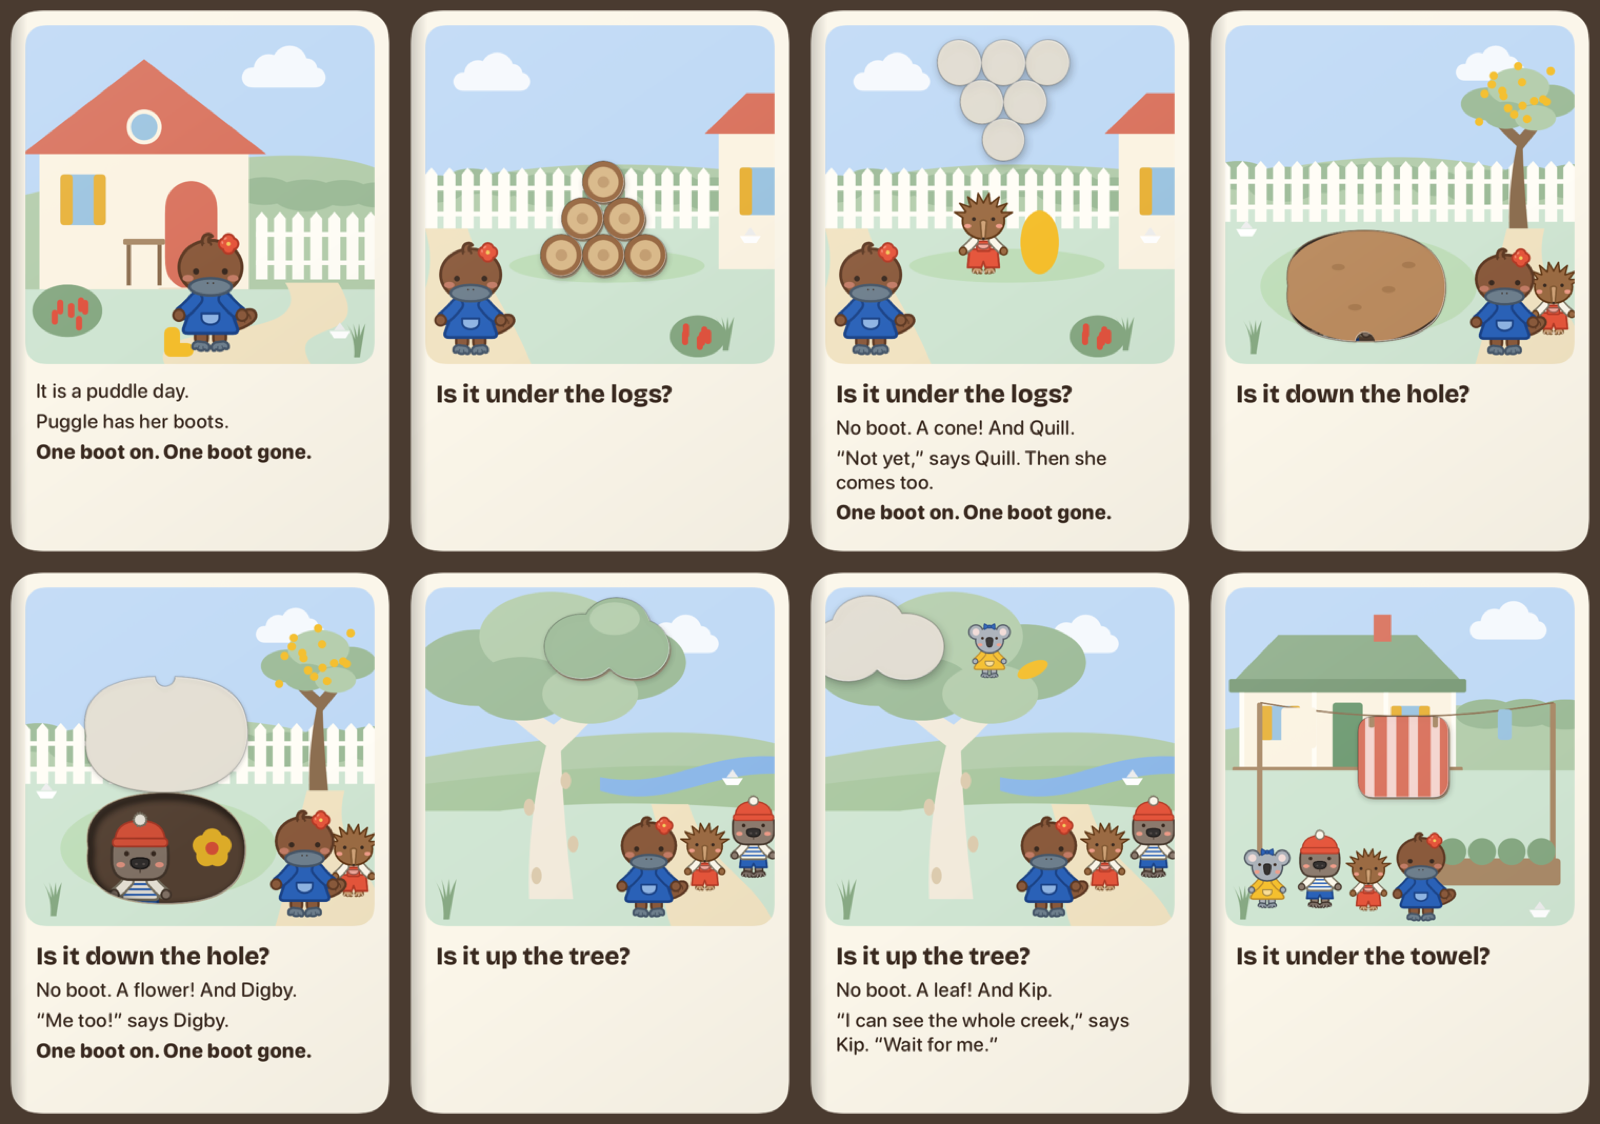 It is a puddle day.
Puggle has her boots.
One boot on. One boot gone.
Is it under the logs?
Is it under the logs?
No boot. A cone! And Quill.
“Not yet,” says Quill. Then she
comes too.
One boot on. One boot gone.
Is it down the hole?
Is it down the hole?
No boot. A flower! And Digby.
“Me too!” says Digby.
One boot on. One boot gone.
Is it up the tree?
Is it up the tree?
No boot. A leaf! And Kip.
“I can see the whole creek,” says
Kip. “Wait for me.”
Is it under the towel?